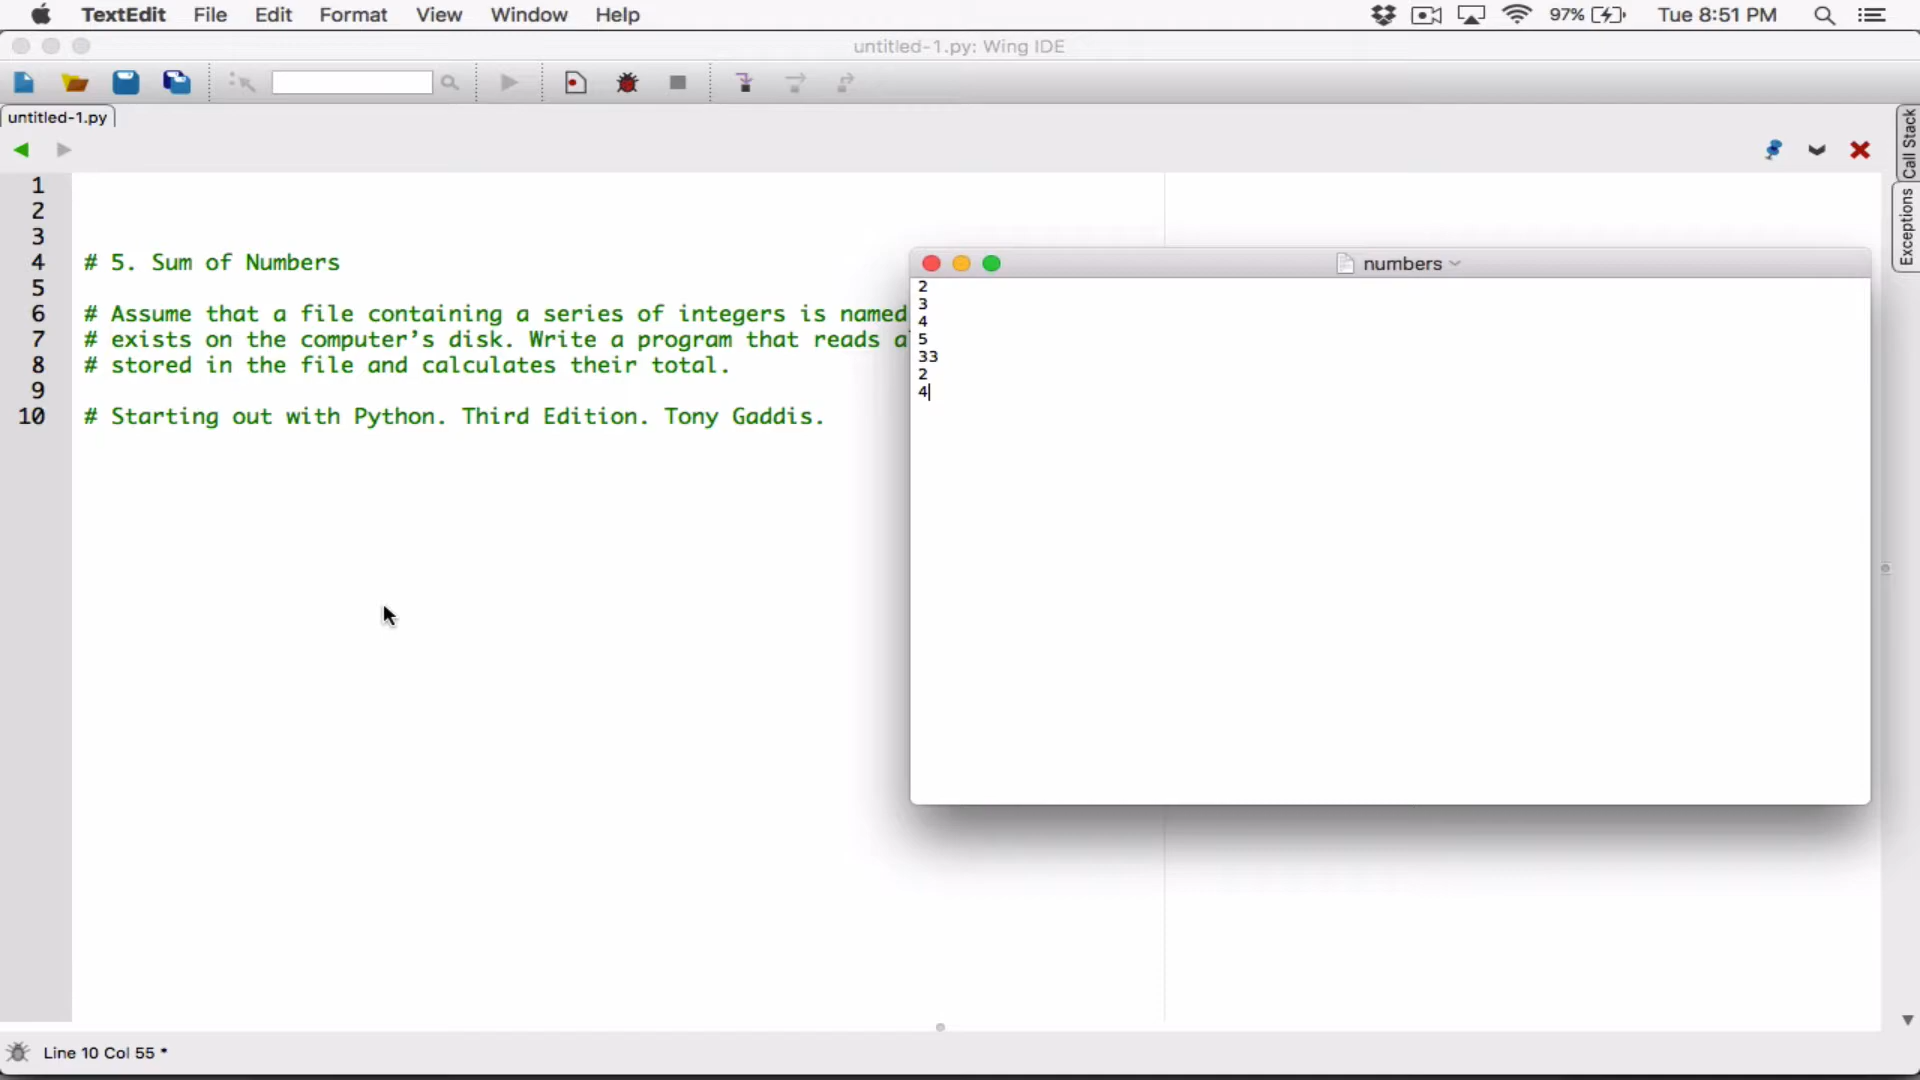 TextEdit File Edit Format View Window Help 97% Tue 8:51 PM
untitled-1.py: Wing IDE
untitled-1.py
Call Stack
Exceptions
1
2
3
4 # 5. Sum of Numbers
5
6 # Assume that a file containing a series of integers is named
7 # exists on the computer’s disk. Write a program that reads a
8 # stored in the file and calculates their total.
9
10 # Starting out with Python. Third Edition. Tony Gaddis.
numbers
2
3
4
5
33
2
4
Line 10 Col 55 *